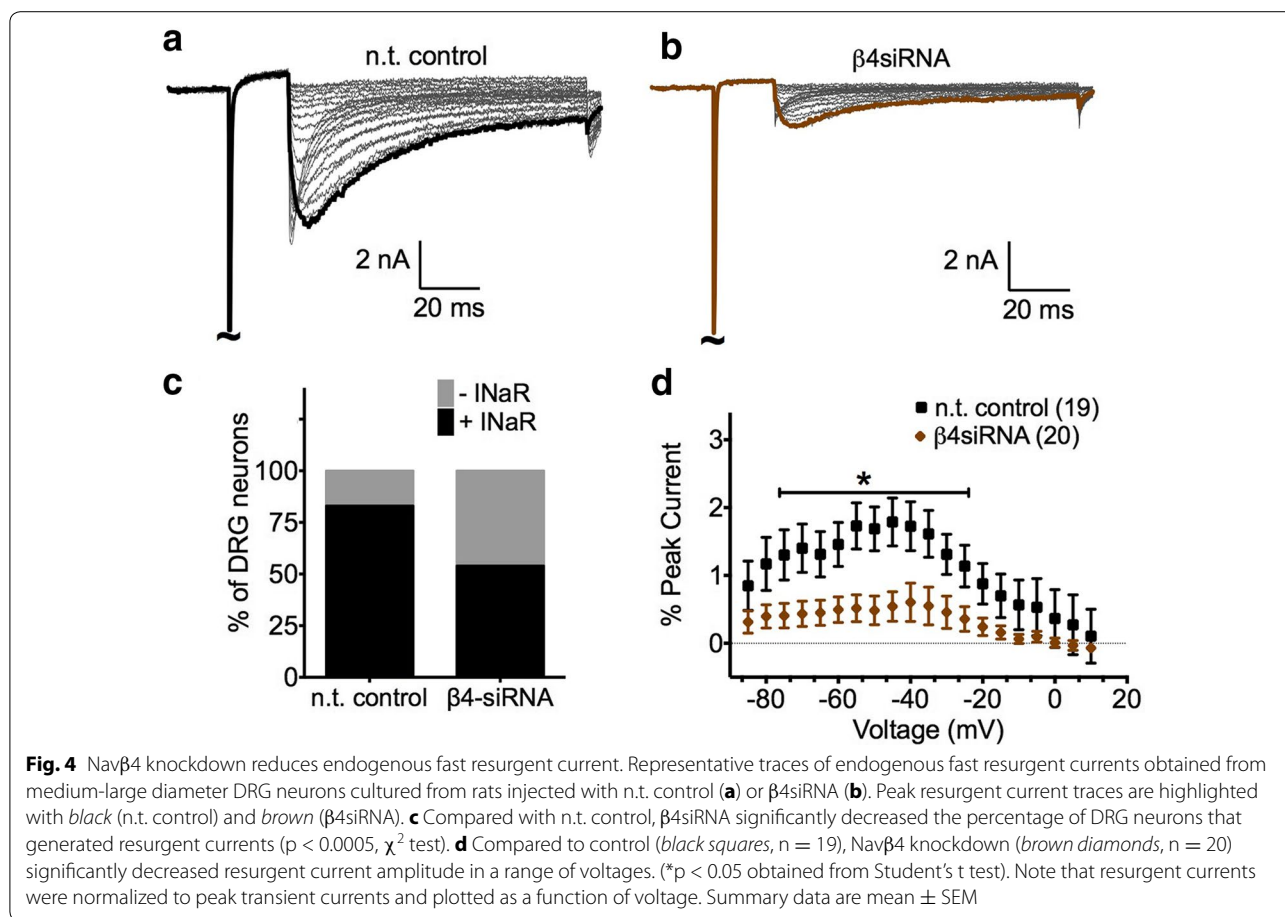 a
n.t. control
b
β4siRNA
2 nA
20 ms
2 nA
20 ms
~
~
c
- INaR
+ INaR
% of DRG neurons
100
75
50
25
0
n.t. control
β4-siRNA
d
n.t. control (19)
β4siRNA (20)
*
% Peak Current
3
2
1
0
-80
-60
-40
-20
0
20
Voltage (mV)
Fig. 4 Navβ4 knockdown reduces endogenous fast resurgent current. Representative traces of endogenous fast resurgent currents obtained from
medium-large diameter DRG neurons cultured from rats injected with n.t. control (a) or β4siRNA (b). Peak resurgent current traces are highlighted
with black (n.t. control) and brown (β4siRNA). c Compared with n.t. control, β4siRNA significantly decreased the percentage of DRG neurons that
generated resurgent currents (p < 0.0005, χ² test). d Compared to control (black squares, n = 19), Navβ4 knockdown (brown diamonds, n = 20)
significantly decreased resurgent current amplitude in a range of voltages. (*p < 0.05 obtained from Student's t test). Note that resurgent currents
were normalized to peak transient currents and plotted as a function of voltage. Summary data are mean ± SEM